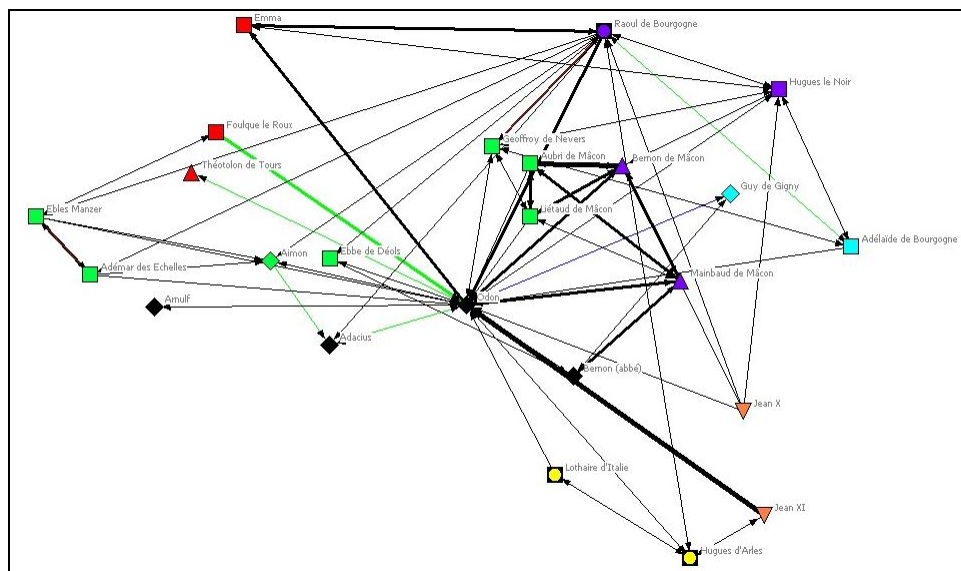 Emma
Raoul de Bourgogne
Hugues le Noir
Foulque le Roux
Geoffroy de Nevers
Théotolon de Tours
Aubri de Mâcon
Bernon de Mâcon
Guy de Gigny
Ebles Manzer
Liétaud de Mâcon
Adélaïde de Bourgogne
Aimon
Ebbe de Déols
Adémar des Echelles
Mainbaud de Mâcon
Arnulf
Odon
Adacius
Bernon (abbé)
Jean X
Lothaire d'Italie
Jean XI
Hugues d'Arles